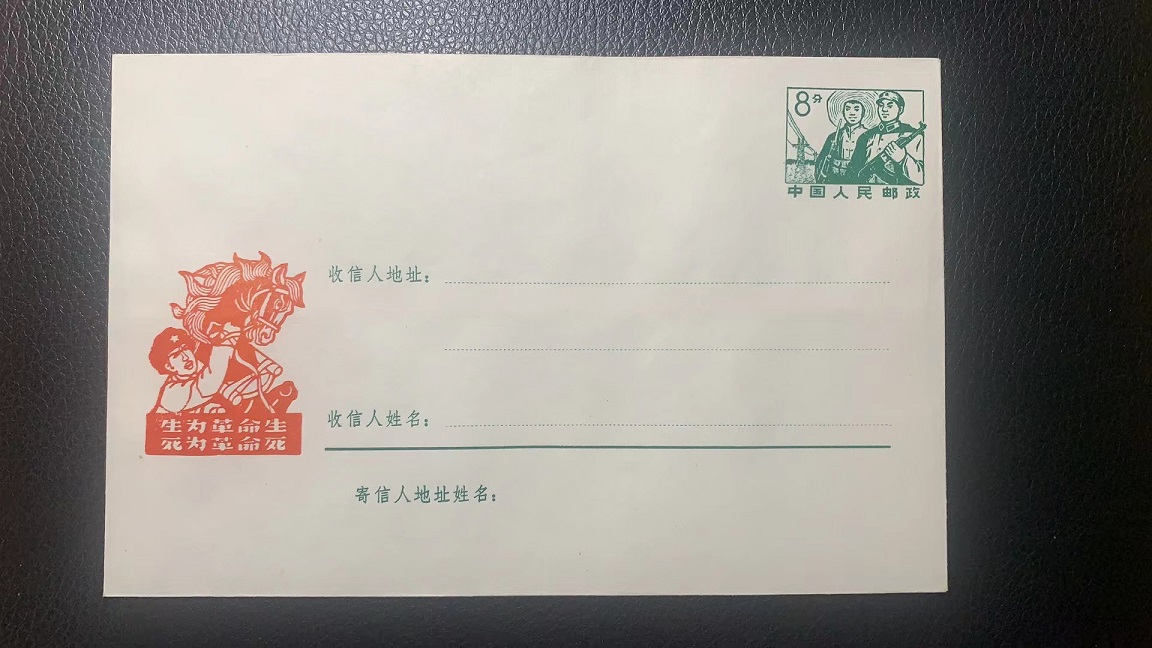 8分
中国人民邮政
收信人地址：
收信人姓名：
生为革命生
死为革命死
寄信人地址姓名：